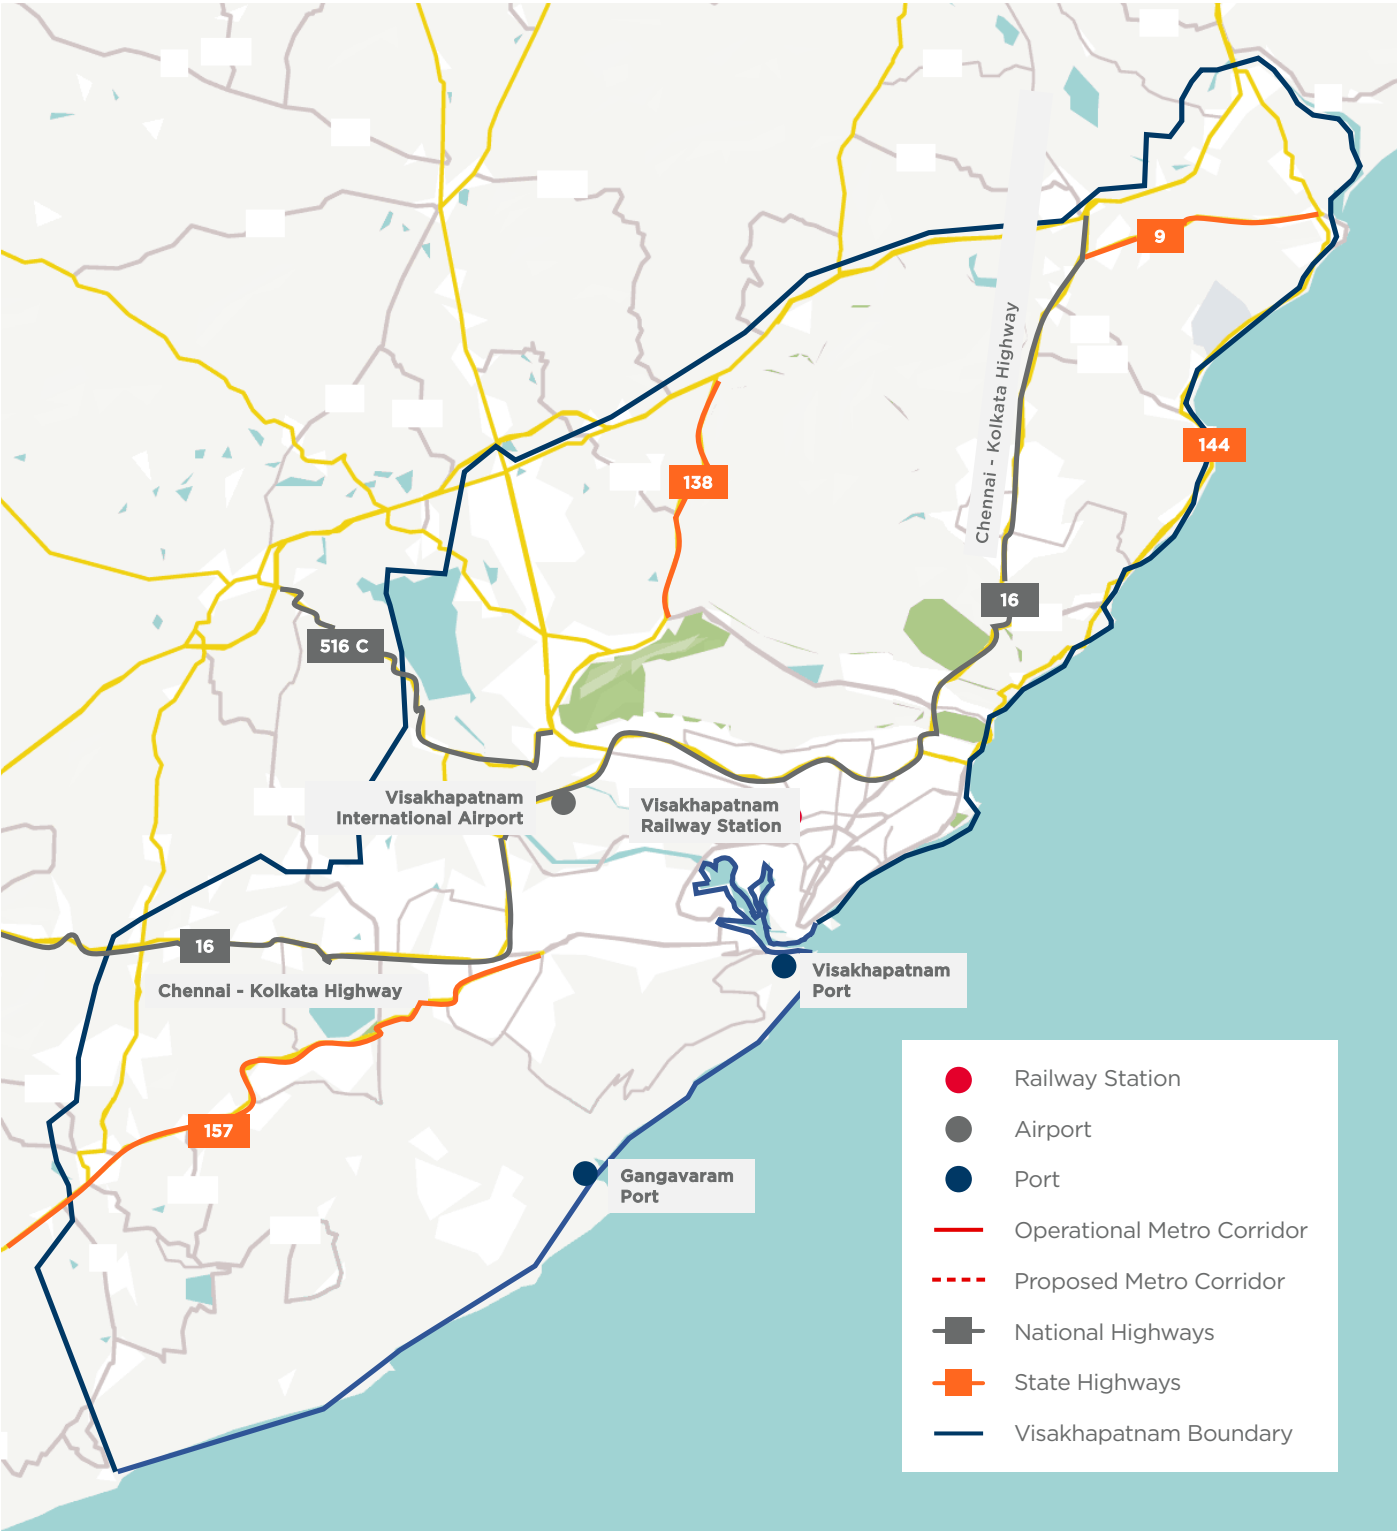 9
Chennai - Kolkata Highway
144
138
16
516 C
Visakhapatnam
International Airport
Visakhapatnam
Railway Station
16
Chennai - Kolkata Highway
Visakhapatnam
Port
157
Gangavaram
Port
Railway Station
Airport
Port
Operational Metro Corridor
Proposed Metro Corridor
National Highways
State Highways
Visakhapatnam Boundary